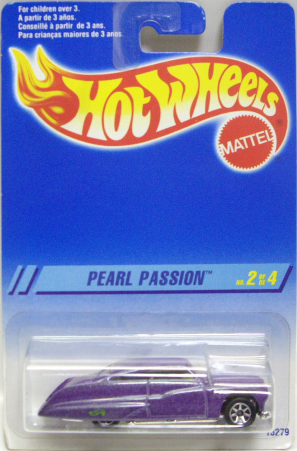 For children over 3.
A partir de 3 años.
Conseillé à partir de 3 ans.
Para crianças maiores de 3 anos.
HOT WHEELS
MATTEL
PEARL PASSION™ NO. 2 OF 4